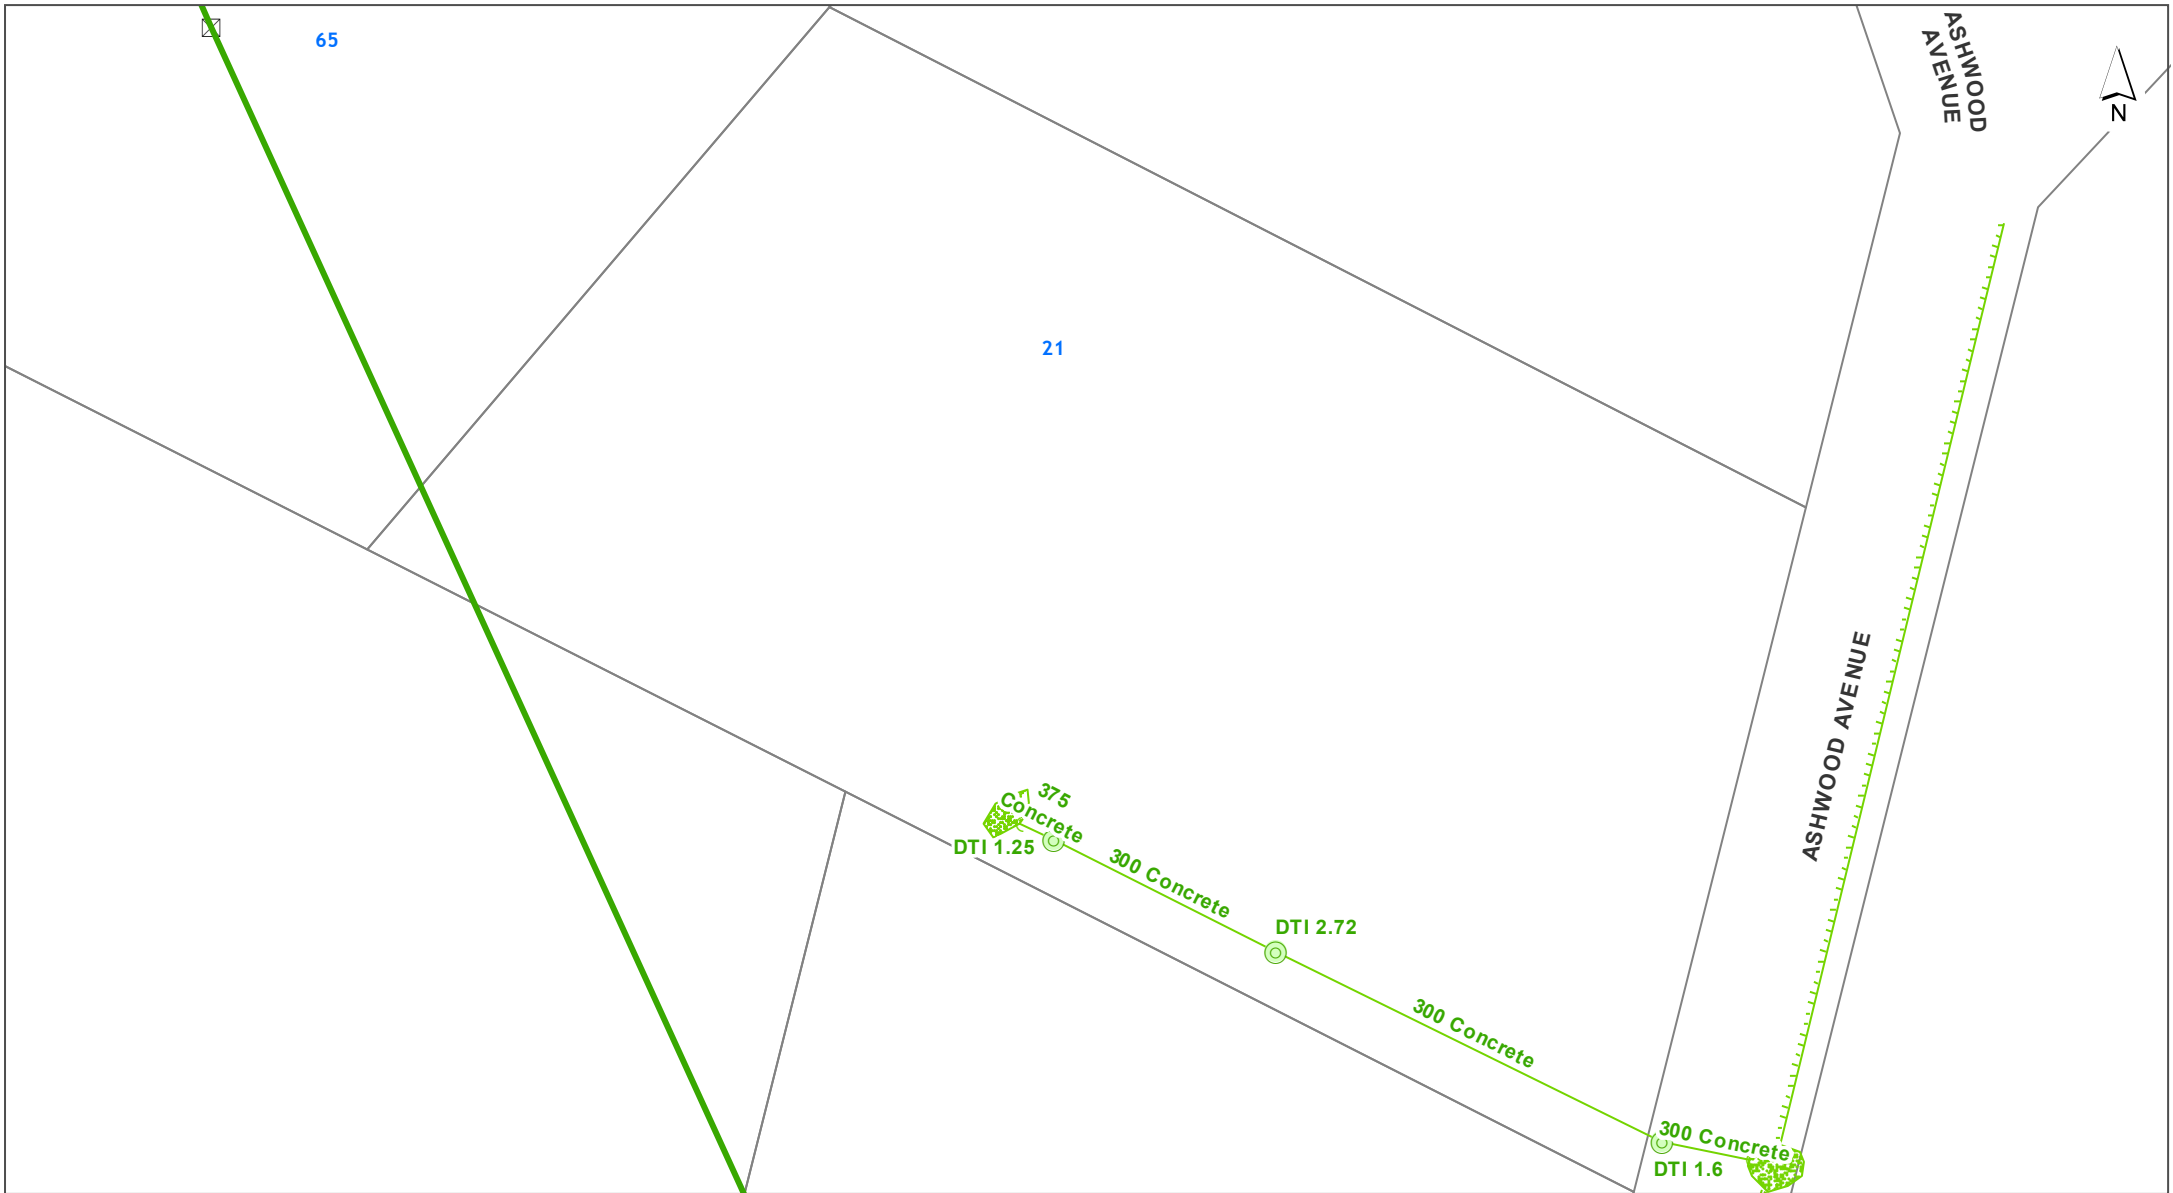 65
ASHWOOD
AVENUE
N
21
ASHWOOD AVENUE
375
Concrete
DTI 1.25
300 Concrete
DTI 2.72
300 Concrete
300 Concrete
DTI 1.6